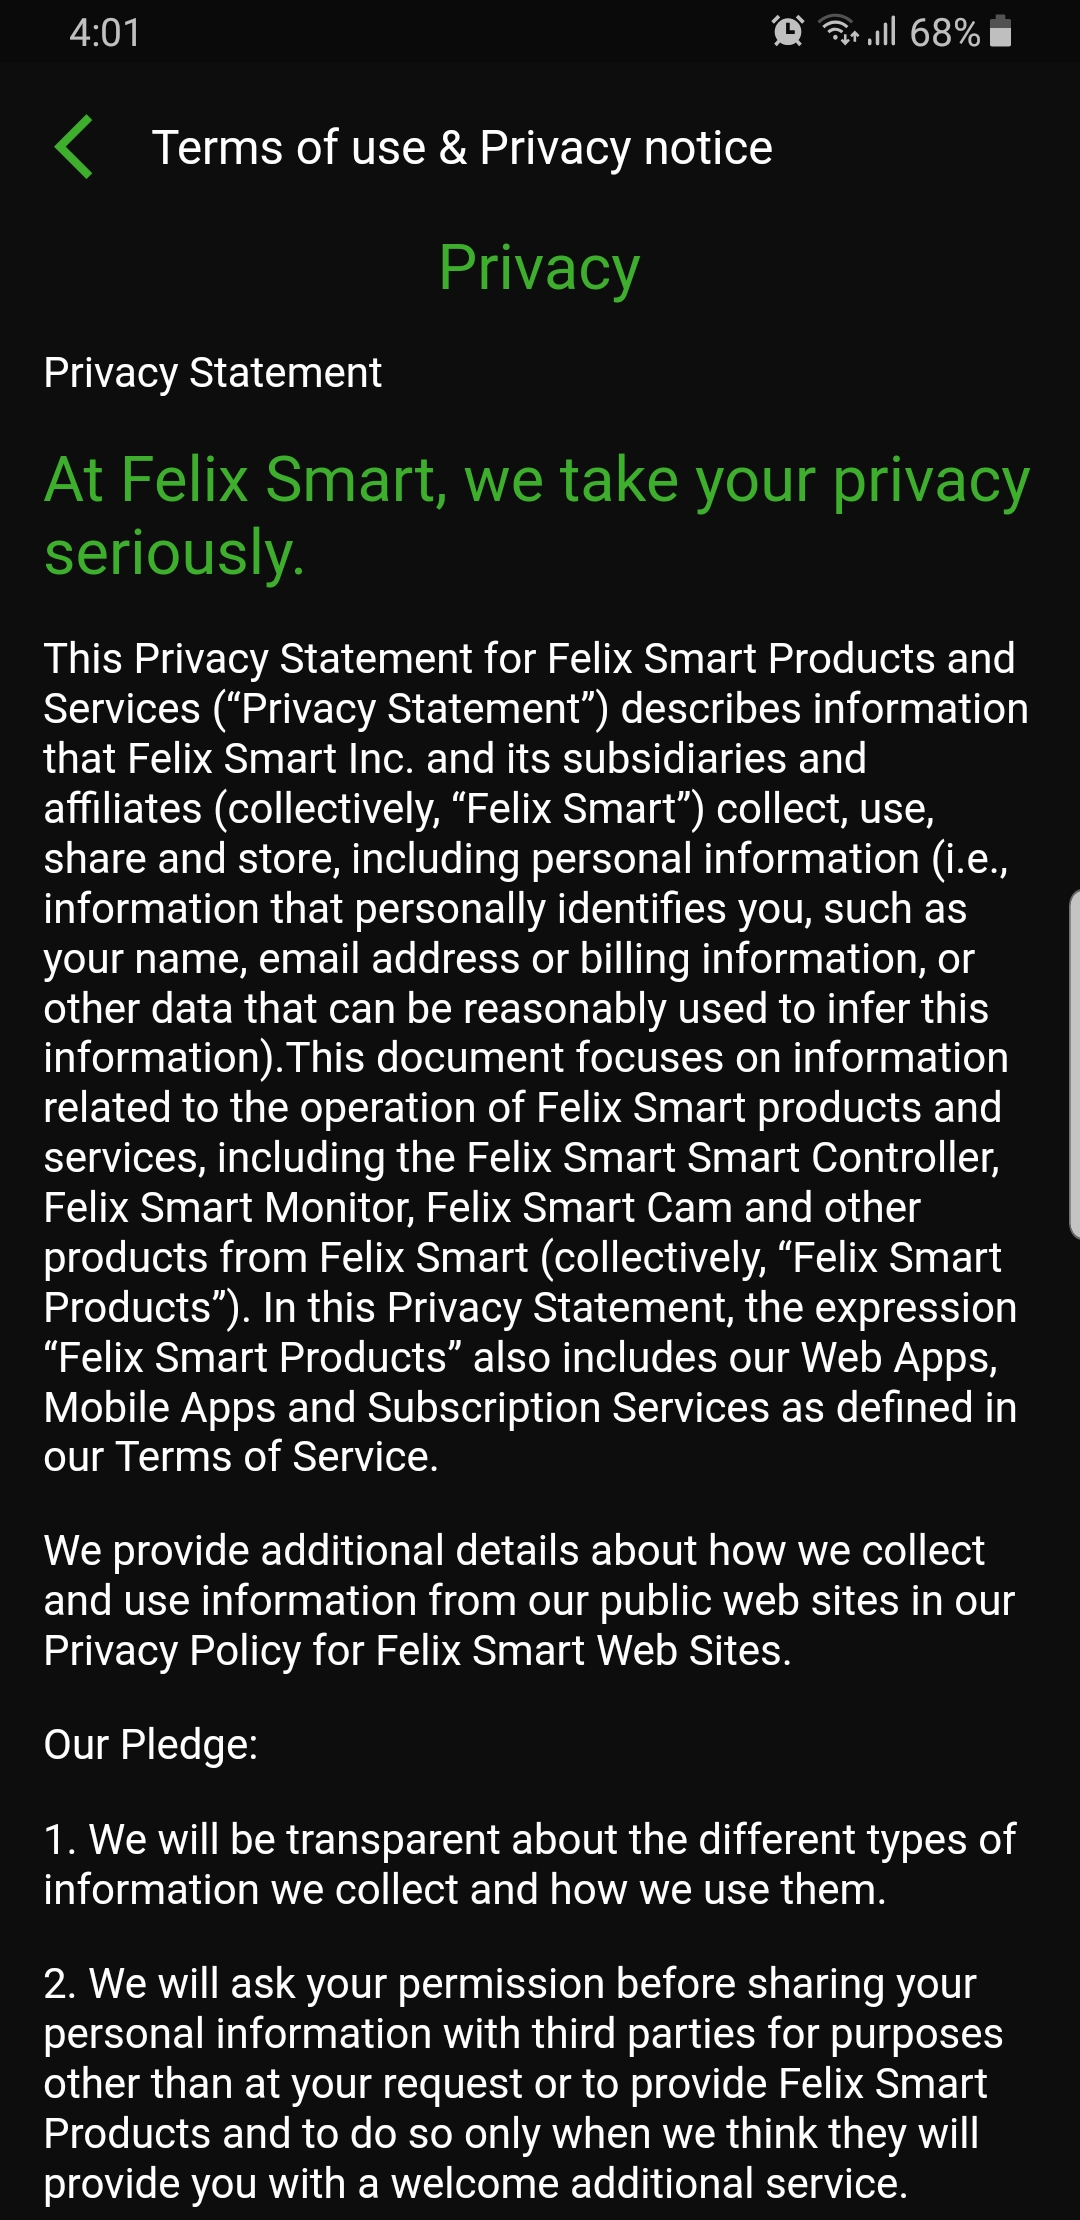 4:01
68%
Terms of use & Privacy notice
Privacy
Privacy Statement
At Felix Smart, we take your privacy
seriously.
This Privacy Statement for Felix Smart Products and
Services (“Privacy Statement”) describes information
that Felix Smart Inc. and its subsidiaries and
affiliates (collectively, “Felix Smart”) collect, use,
share and store, including personal information (i.e.,
information that personally identifies you, such as
your name, email address or billing information, or
other data that can be reasonably used to infer this
information).This document focuses on information
related to the operation of Felix Smart products and
services, including the Felix Smart Smart Controller,
Felix Smart Monitor, Felix Smart Cam and other
products from Felix Smart (collectively, “Felix Smart
Products”). In this Privacy Statement, the expression
“Felix Smart Products” also includes our Web Apps,
Mobile Apps and Subscription Services as defined in
our Terms of Service.
We provide additional details about how we collect
and use information from our public web sites in our
Privacy Policy for Felix Smart Web Sites.
Our Pledge:
1. We will be transparent about the different types of
information we collect and how we use them.
2. We will ask your permission before sharing your
personal information with third parties for purposes
other than at your request or to provide Felix Smart
Products and to do so only when we think they will
provide you with a welcome additional service.